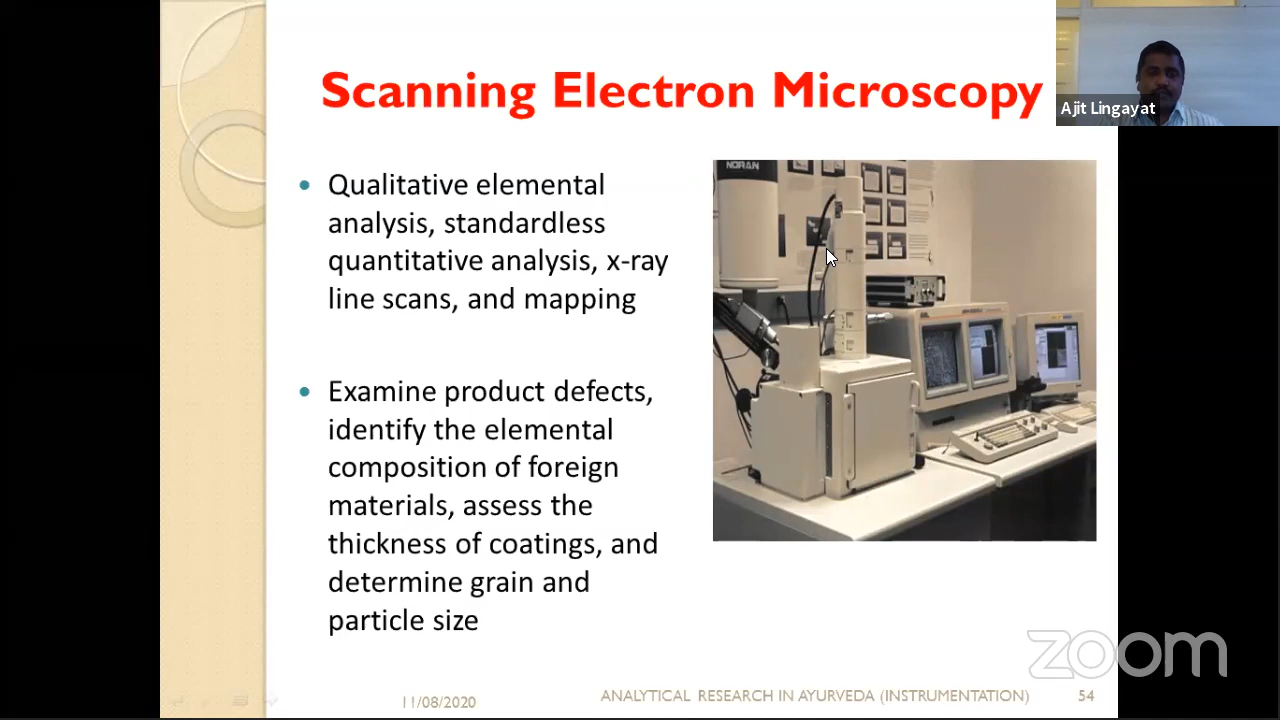 Scanning Electron Microscopy
Ajit Lingayat
Qualitative elemental
analysis, standardless
quantitative analysis, x-ray
line scans, and mapping
Examine product defects,
identify the elemental
composition of foreign
materials, assess the
thickness of coatings, and
determine grain and
particle size
NORAN
zoom
11/08/2020
ANALYTICAL RESEARCH IN AYURVEDA (INSTRUMENTATION)
54